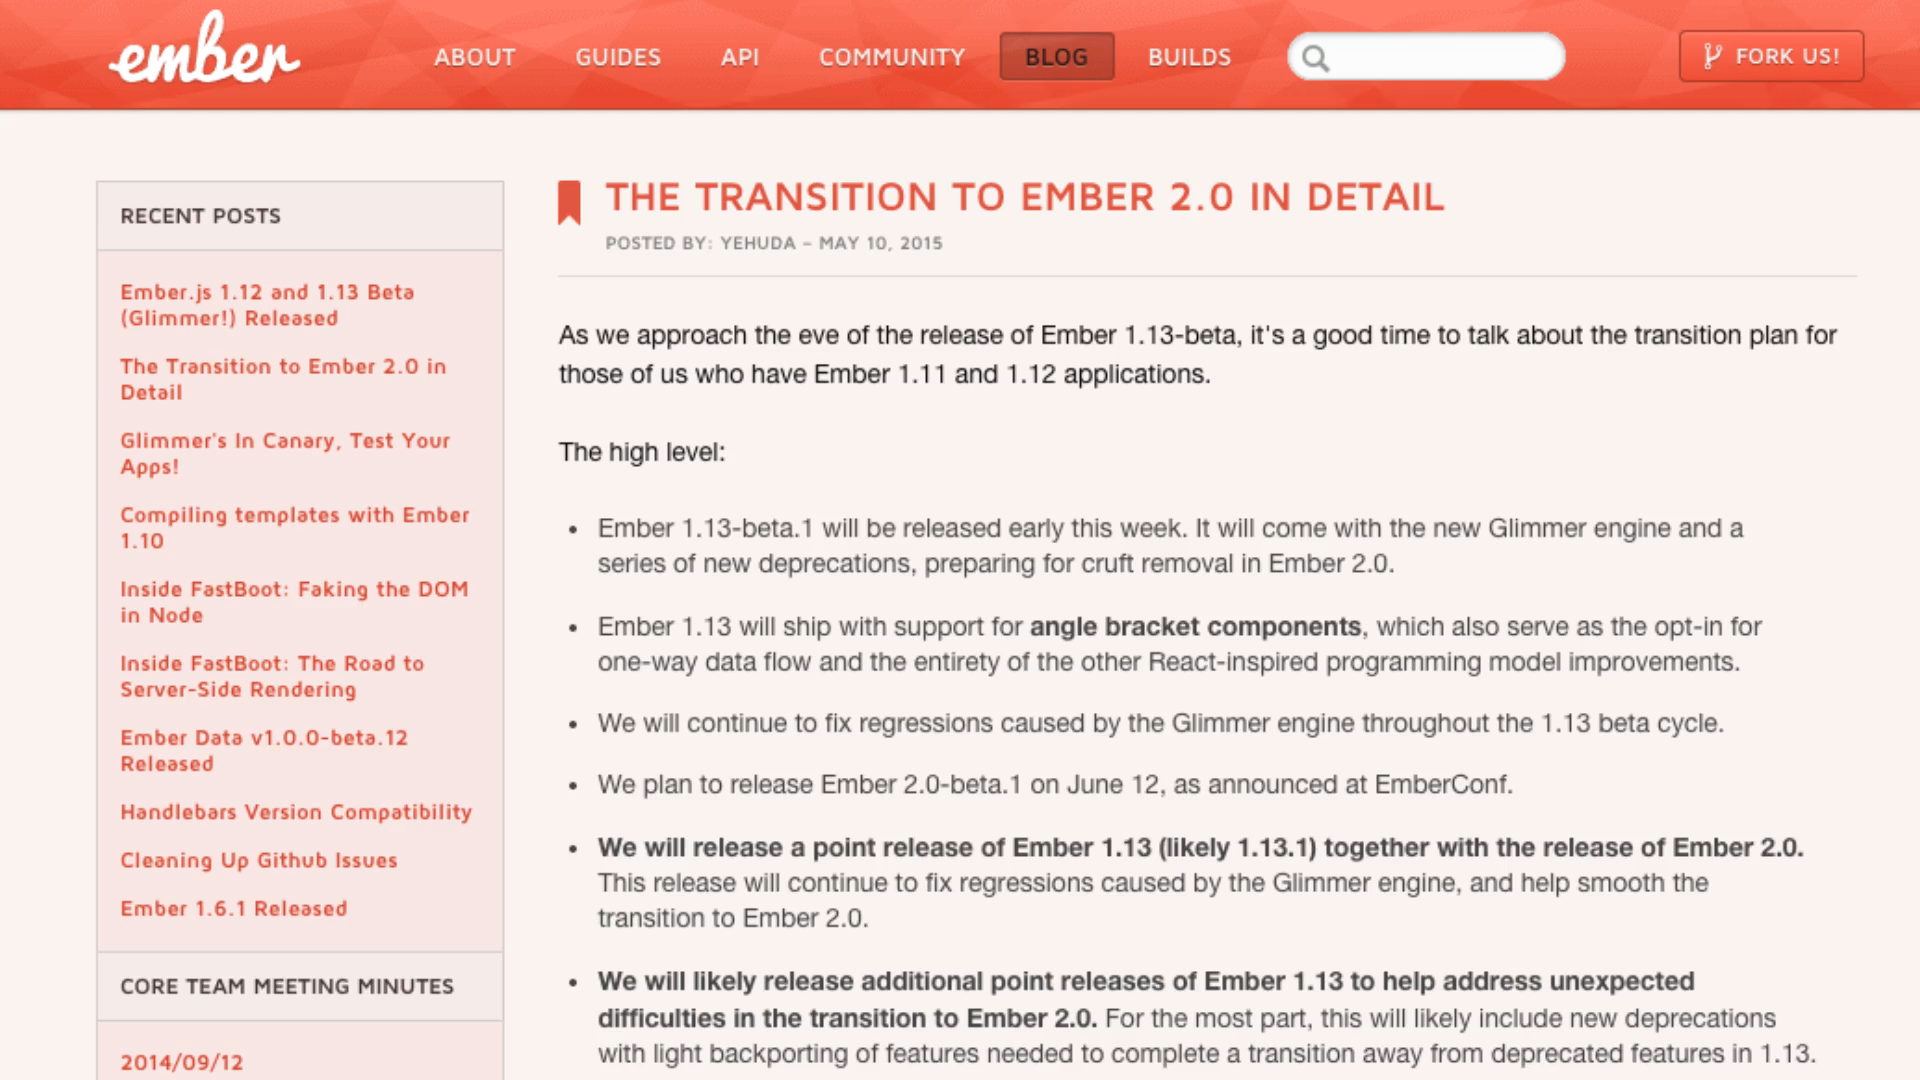 ember
ABOUT GUIDES API COMMUNITY BLOG BUILDS FORK US!
RECENT POSTS
Ember.js 1.12 and 1.13 Beta
(Glimmer!) Released
The Transition to Ember 2.0 in
Detail
Glimmer's In Canary, Test Your
Apps!
Compiling templates with Ember
1.10
Inside FastBoot: Faking the DOM
in Node
Inside FastBoot: The Road to
Server-Side Rendering
Ember Data v1.0.0-beta.12
Released
Handlebars Version Compatibility
Cleaning Up Github Issues
Ember 1.6.1 Released
CORE TEAM MEETING MINUTES
2014/09/12
THE TRANSITION TO EMBER 2.0 IN DETAIL
POSTED BY: YEHUDA – MAY 10, 2015
As we approach the eve of the release of Ember 1.13-beta, it's a good time to talk about the transition plan for
those of us who have Ember 1.11 and 1.12 applications.
The high level:
• Ember 1.13-beta.1 will be released early this week. It will come with the new Glimmer engine and a
series of new deprecations, preparing for cruft removal in Ember 2.0.
• Ember 1.13 will ship with support for angle bracket components, which also serve as the opt-in for
one-way data flow and the entirety of the other React-inspired programming model improvements.
• We will continue to fix regressions caused by the Glimmer engine throughout the 1.13 beta cycle.
• We plan to release Ember 2.0-beta.1 on June 12, as announced at EmberConf.
• We will release a point release of Ember 1.13 (likely 1.13.1) together with the release of Ember 2.0.
This release will continue to fix regressions caused by the Glimmer engine, and help smooth the
transition to Ember 2.0.
• We will likely release additional point releases of Ember 1.13 to help address unexpected
difficulties in the transition to Ember 2.0. For the most part, this will likely include new deprecations
with light backporting of features needed to complete a transition away from deprecated features in 1.13.